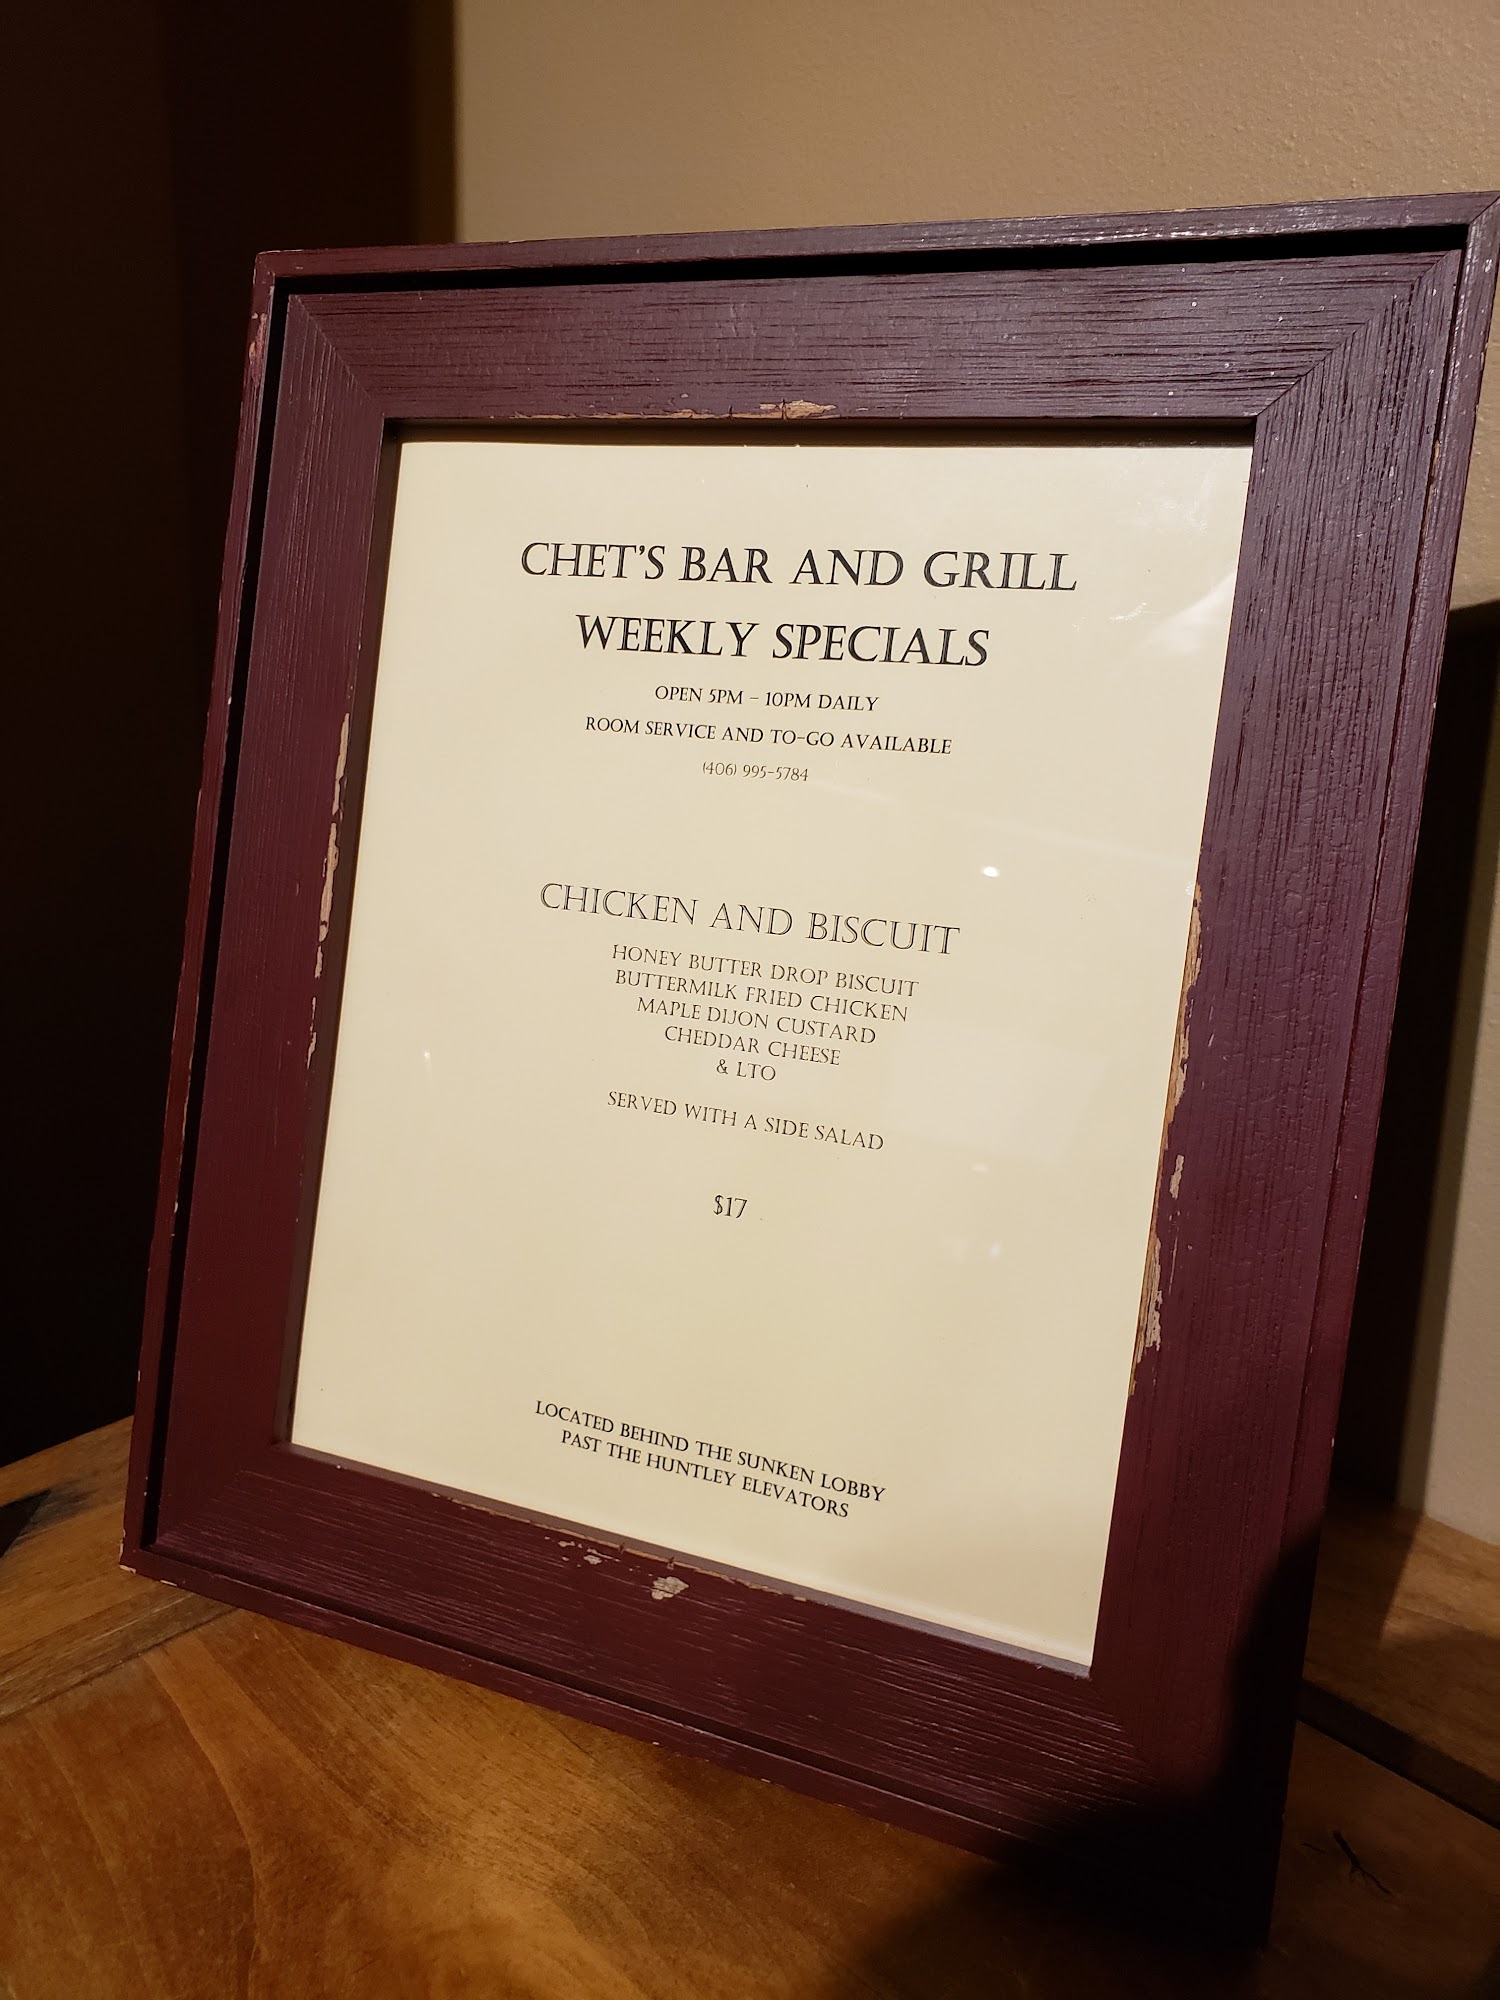 CHET'S BAR AND GRILL
WEEKLY SPECIALS
OPEN 5PM – 10PM DAILY
ROOM SERVICE AND TO-GO AVAILABLE
(406) 995-5784
CHICKEN AND BISCUIT
HONEY BUTTER DROP BISCUIT
BUTTERMILK FRIED CHICKEN
MAPLE DIJON CUSTARD
CHEDDAR CHEESE
& LTO
SERVED WITH A SIDE SALAD
$17
LOCATED BEHIND THE SUNKEN LOBBY
PAST THE HUNTLEY ELEVATORS